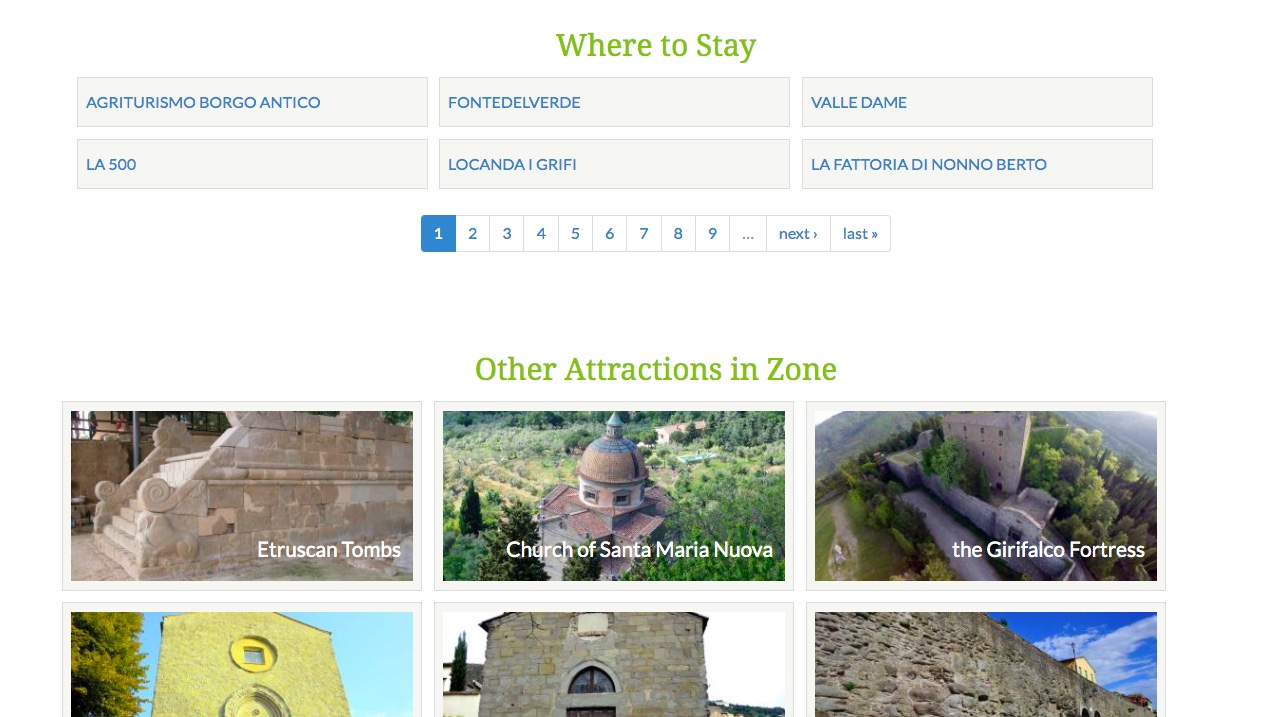 Where to Stay
AGRITURISMO BORGO ANTICO
FONTEDELVERDE
VALLE DAME
LA 500
LOCANDA I GRIFI
LA FATTORIA DI NONNO BERTO
1 2 3 4 5 6 7 8 9 … next › last »
Other Attractions in Zone
Etruscan Tombs
Church of Santa Maria Nuova
the Girifalco Fortress